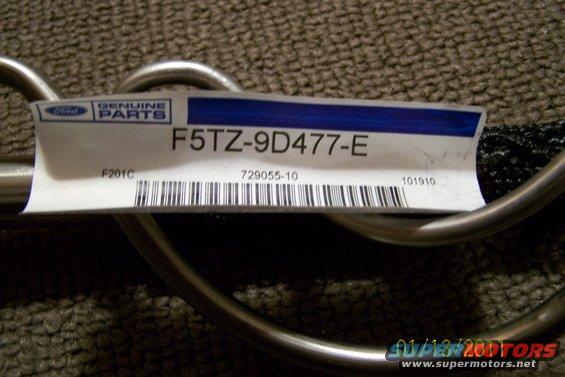 Ford
GENUINE
PARTS
F5TZ-9D477-E
F201C
729055-10
101910
SUPERMOTORS
www.supermotors.net